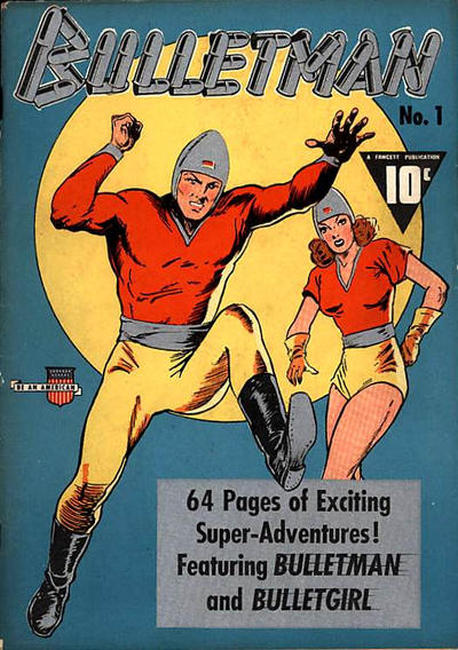 BULLETMAN
No. 1
A FAWCETT PUBLICATION
10¢
BE AN AMERICAN
64 Pages of Exciting
Super-Adventures!
Featuring BULLETMAN
and BULLETGIRL